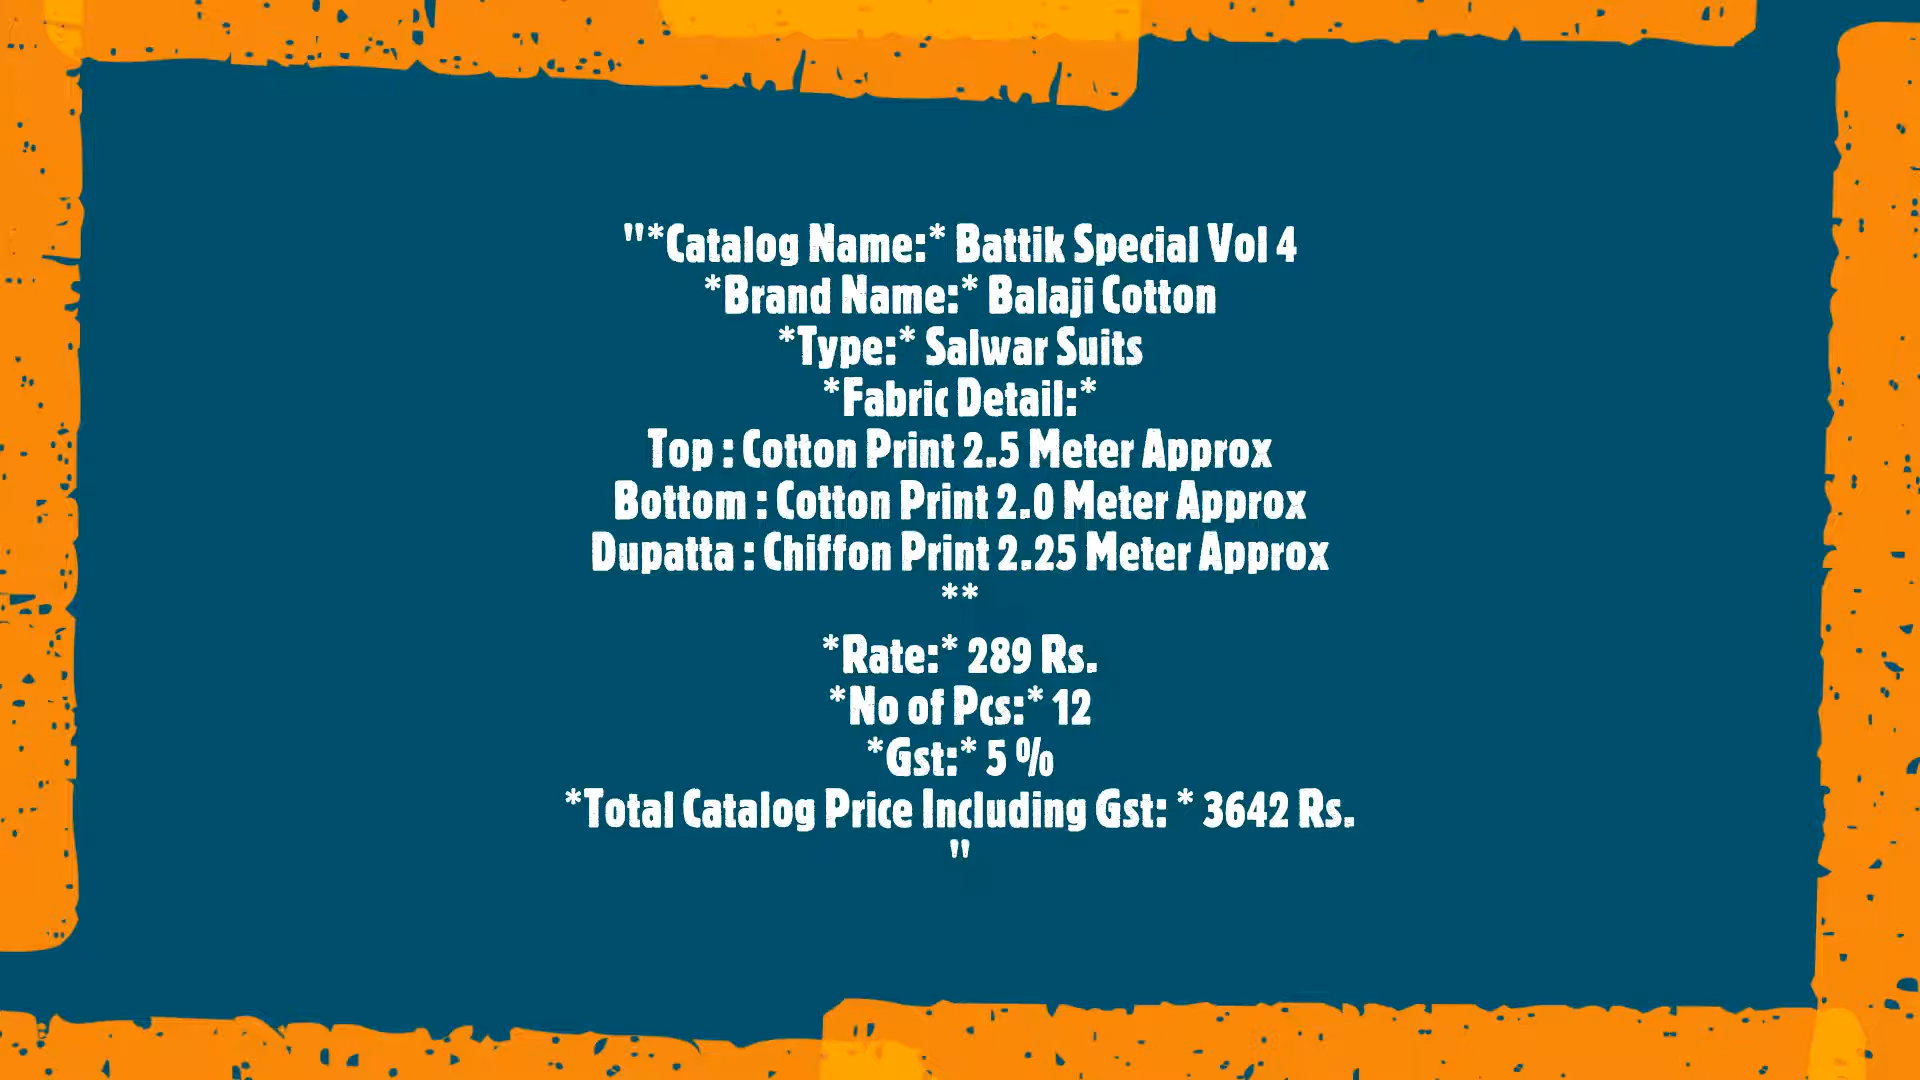 "*Catalog Name:* Battik Special Vol 4
*Brand Name:* Balaji Cotton
*Type:* Salwar Suits
*Fabric Detail:*
Top : Cotton Print 2.5 Meter Approx
Bottom : Cotton Print 2.0 Meter Approx
Dupatta : Chiffon Print 2.25 Meter Approx
**
*Rate:* 289 Rs.
*No of Pcs:* 12
*Gst:* 5 %
*Total Catalog Price Including Gst: * 3642 Rs.
"